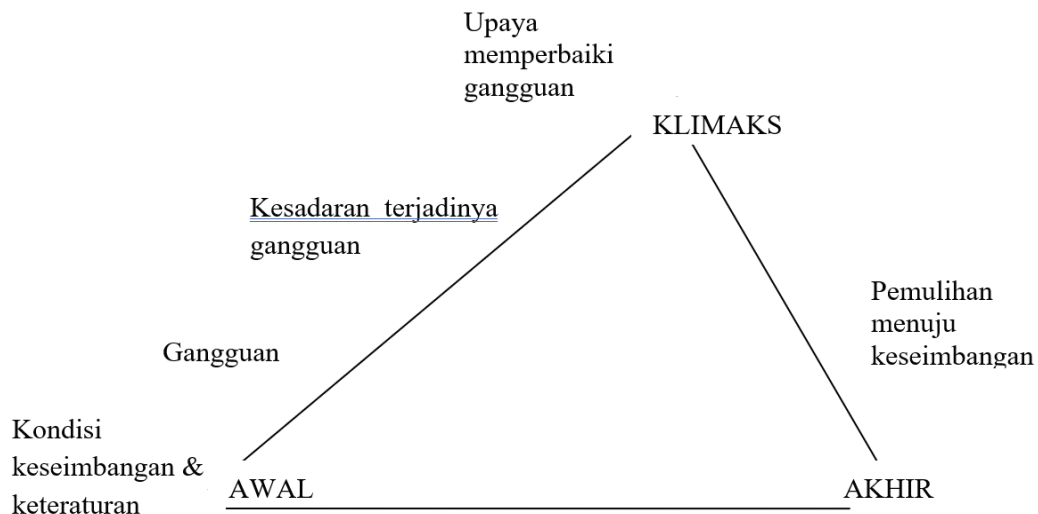 Upaya
memperbaiki
gangguan
KLIMAKS
Kesadaran terjadinya
gangguan
Pemulihan
menuju
keseimbangan
Gangguan
Kondisi
keseimbangan &
keteraturan
AWAL
AKHIR